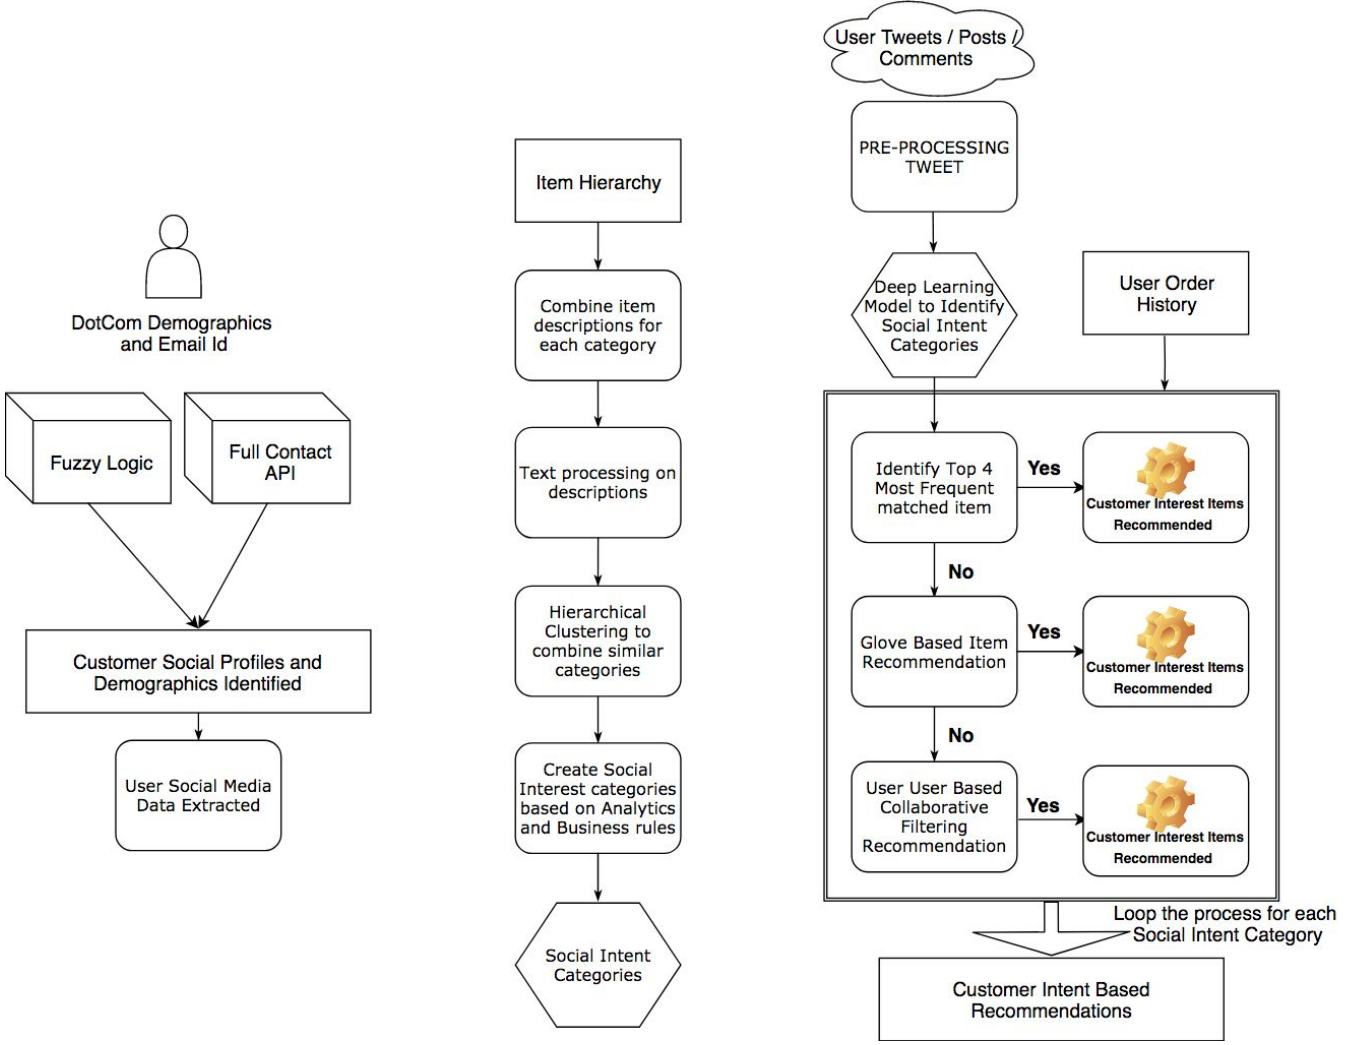 DotCom Demographics
and Email Id
Fuzzy Logic
Full Contact
API
Customer Social Profiles and
Demographics Identified
User Social Media
Data Extracted
Item Hierarchy
Combine item
descriptions for
each category
Text processing on
descriptions
Hierarchical
Clustering to
combine similar
categories
Create Social
Interest categories
based on Analytics
and Business rules
Social Intent
Categories
User Tweets / Posts /
Comments
PRE-PROCESSING
TWEET
Deep Learning
Model to Identify
Social Intent
Categories
User Order
History
Identify Top 4
Most Frequent
matched item
Yes
Customer Interest Items
Recommended
No
Glove Based Item
Recommendation
Yes
Customer Interest Items
Recommended
No
User User Based
Collaborative
Filtering
Recommendation
Yes
Customer Interest Items
Recommended
Loop the process for each
Social Intent Category
Customer Intent Based
Recommendations